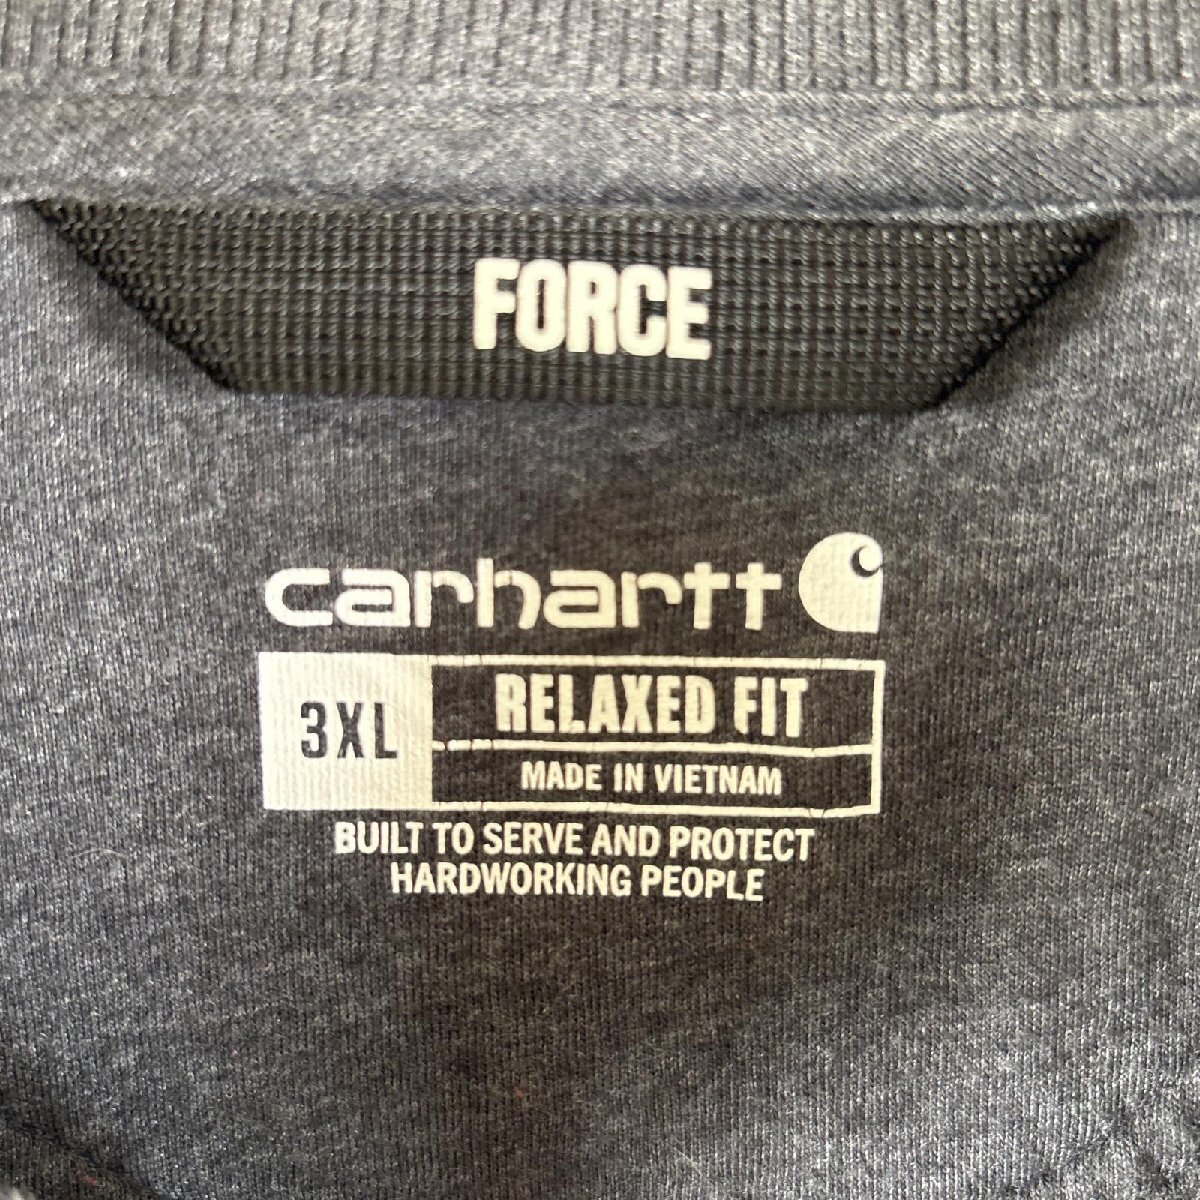 FORCE
carhartt
3XL
RELAXED FIT
MADE IN VIETNAM
BUILT TO SERVE AND PROTECT
HARDWORKING PEOPLE